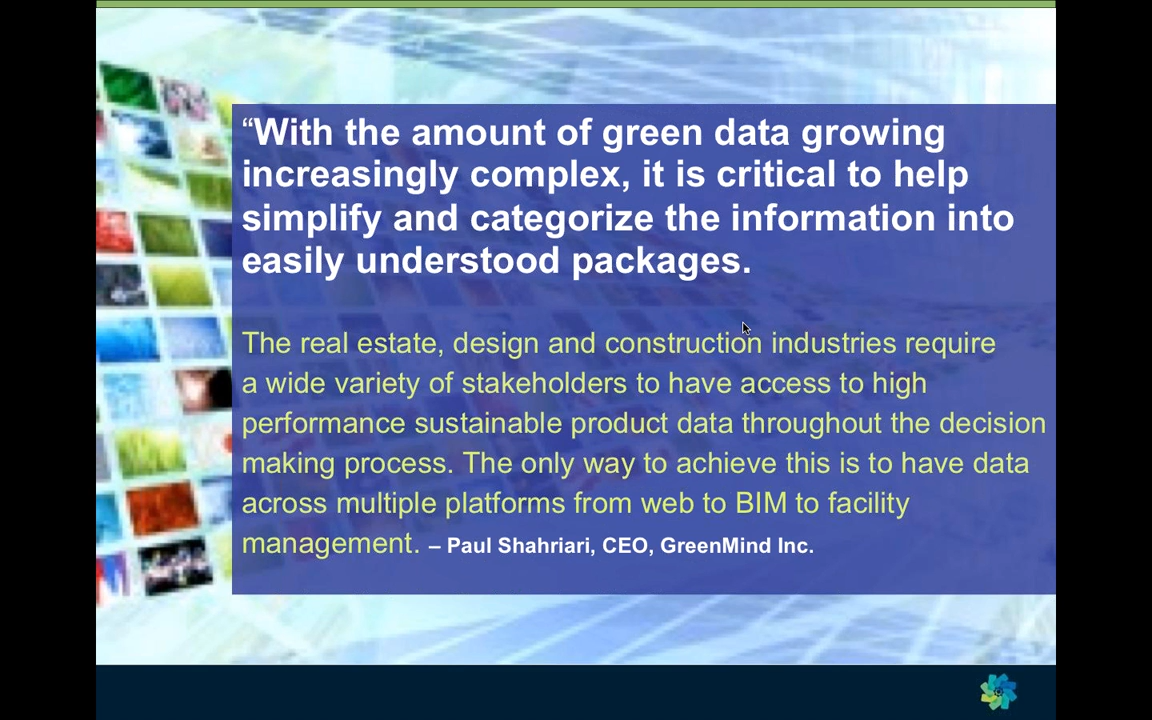 “With the amount of green data growing
increasingly complex, it is critical to help
simplify and categorize the information into
easily understood packages.
The real estate, design and construction industries require
a wide variety of stakeholders to have access to high
performance sustainable product data throughout the decision
making process. The only way to achieve this is to have data
across multiple platforms from web to BIM to facility
management. – Paul Shahriari, CEO, GreenMind Inc.